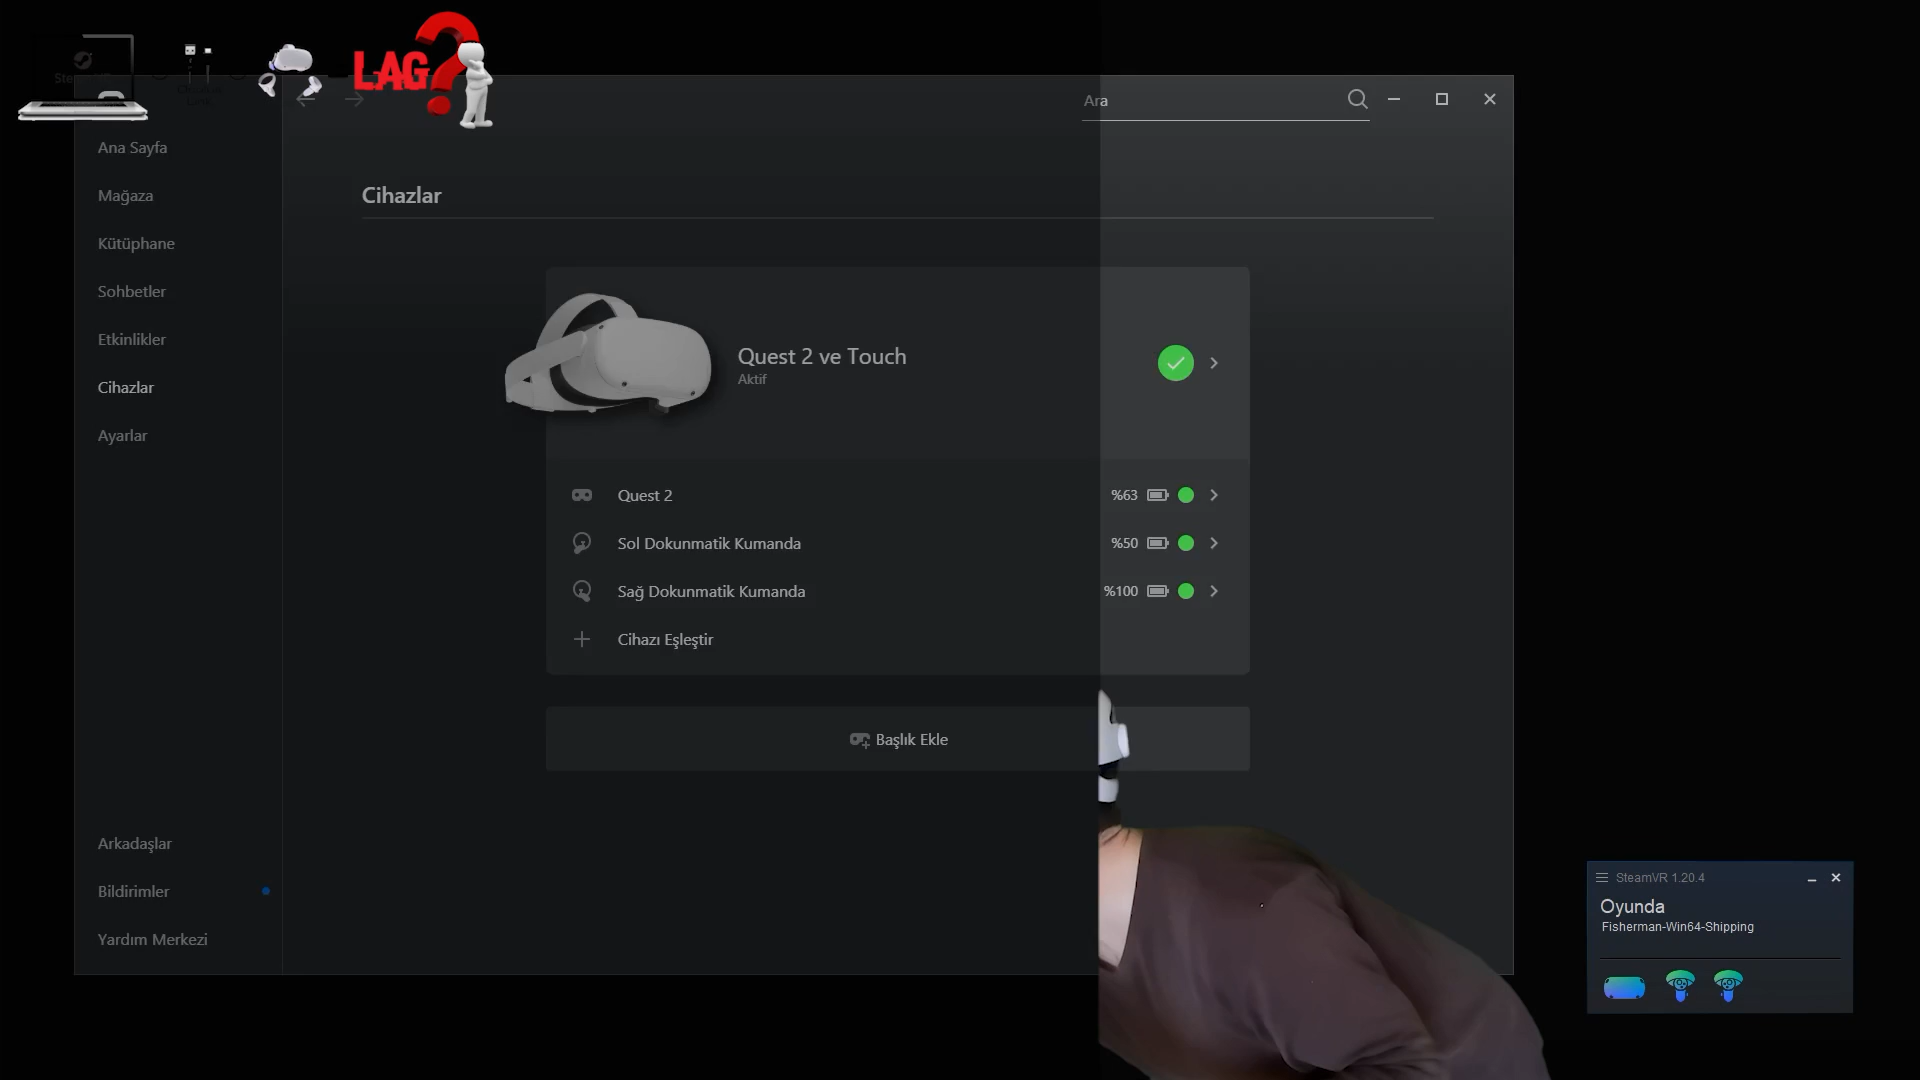 LAG?
Ara
Ana Sayfa
Mağaza
Kütüphane
Sohbetler
Etkinlikler
Cihazlar
Ayarlar
Arkadaşlar
Bildirimler
Yardım Merkezi
Cihazlar
Quest 2 ve Touch
Aktif
Quest 2 %63
Sol Dokunmatik Kumanda %50
Sağ Dokunmatik Kumanda %100
Cihazı Eşleştir
Başlık Ekle
SteamVR 1.20.4
Oyunda
Fisherman-Win64-Shipping